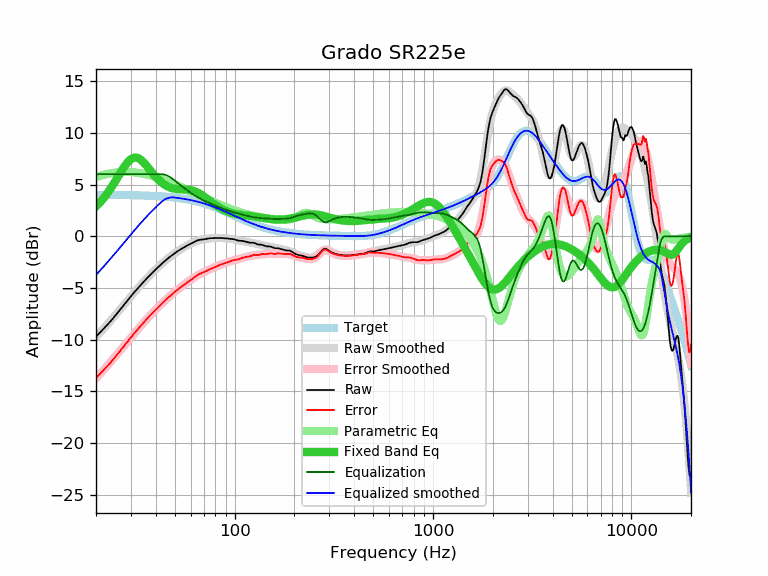 Grado SR225e
15
10
5
0
−5
−10
−15
−20
−25
Amplitude (dBr)
Target
Raw Smoothed
Error Smoothed
Raw
Error
Parametric Eq
Fixed Band Eq
Equalization
Equalized smoothed
100
1000
10000
Frequency (Hz)